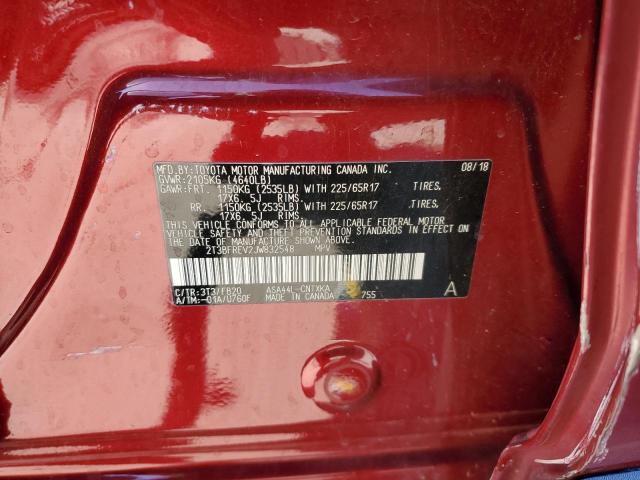 MFD. BY: TOYOTA MOTOR MANUFACTURING CANADA INC. 08/18
GVWR: 2105KG (4640LB)
GAWR: FRT. 1150KG (2535LB) WITH 225/65R17 TIRES,
17X6.5J RIMS.
RR. 1150KG (2535LB) WITH 225/65R17 TIRES,
17X6.5J RIMS.
THIS VEHICLE CONFORMS TO ALL APPLICABLE FEDERAL MOTOR
VEHICLE SAFETY AND THEFT PREVENTION STANDARDS IN EFFECT
ON THE DATE OF MANUFACTURE SHOWN ABOVE.
2T3BFREV2JW832548 MPV
C/TR: 3T3/FB20 ASA44L-CNTXKA
A/TM: -01A/U760F MADE IN CANADA 755 A